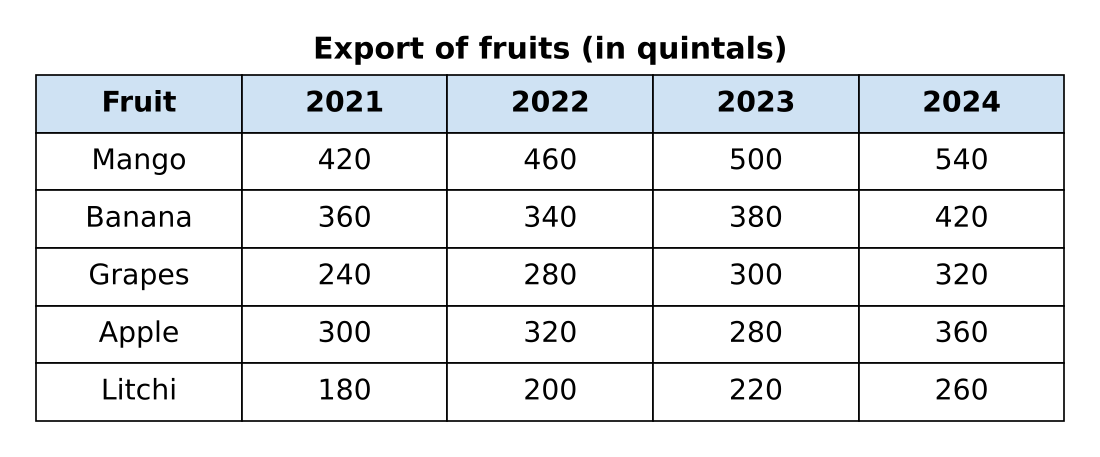 Export of fruits (in quintals)
Fruit 2021 2022 2023 2024
Mango 420 460 500 540
Banana 360 340 380 420
Grapes 240 280 300 320
Apple 300 320 280 360
Litchi 180 200 220 260